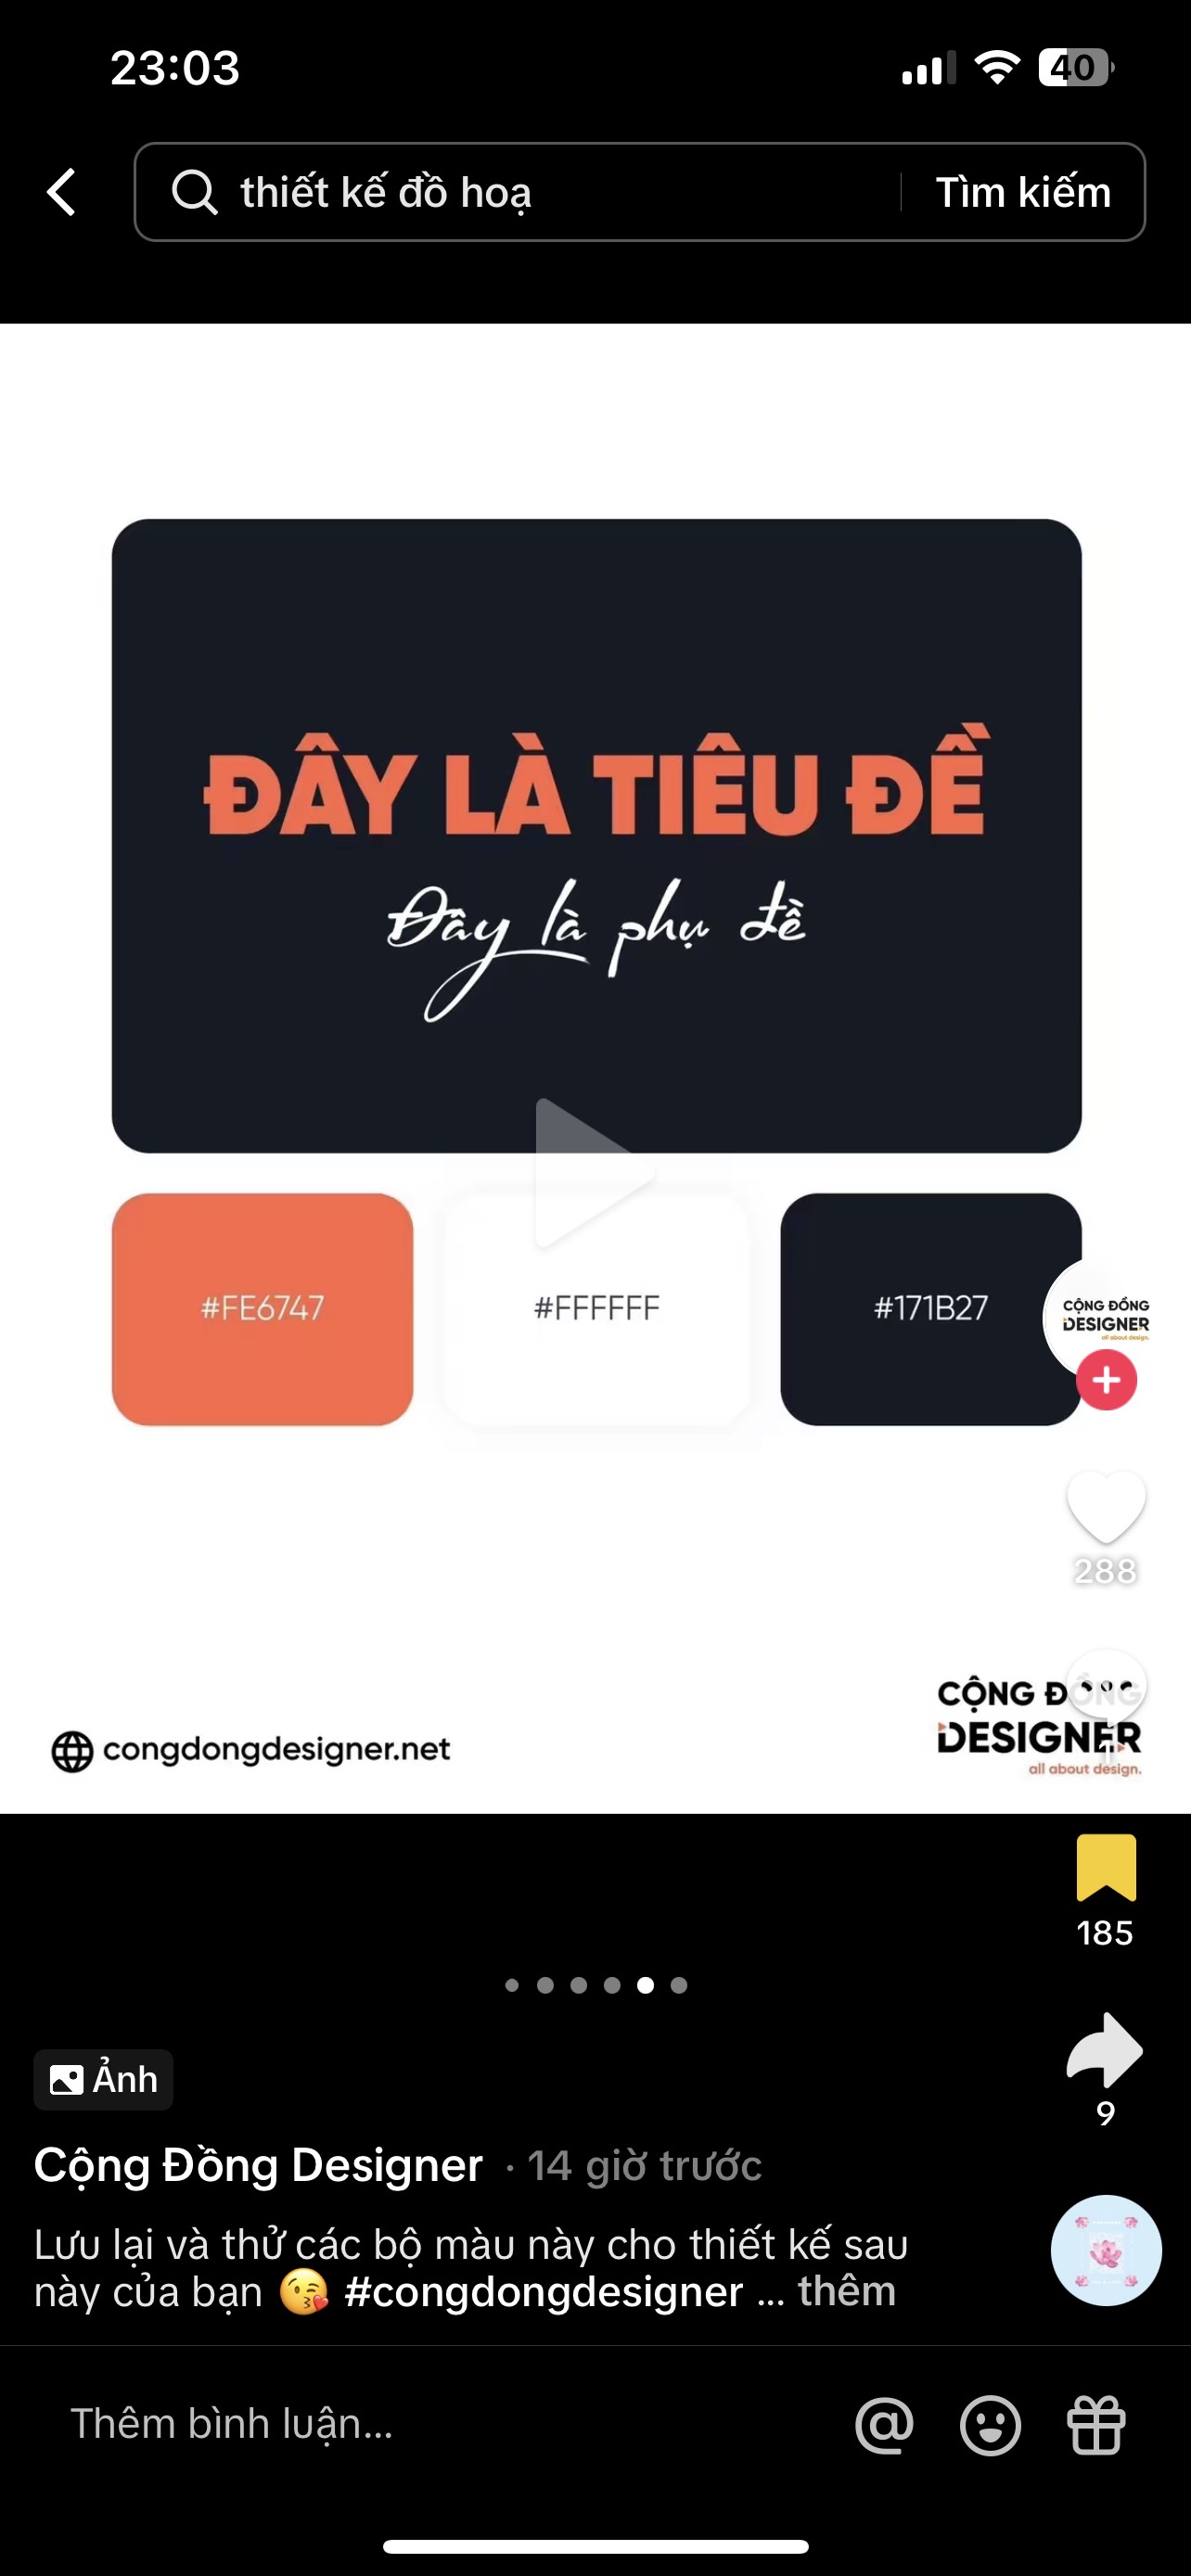 23:03
40
thiết kế đồ hoạ
Tìm kiếm
ĐÂY LÀ TIÊU ĐỀ
Đây là phụ đề
#FE6747
#FFFFFF
#171B27
CỘNG ĐỒNG
DESIGNER
all about design.
288
congdongdesigner.net
CỘNG ĐỒNG
DESIGNER
all about design.
185
9
Ảnh
Cộng Đồng Designer · 14 giờ trước
Lưu lại và thử các bộ màu này cho thiết kế sau
này của bạn 😘 #congdongdesigner ... thêm
Thêm bình luận...